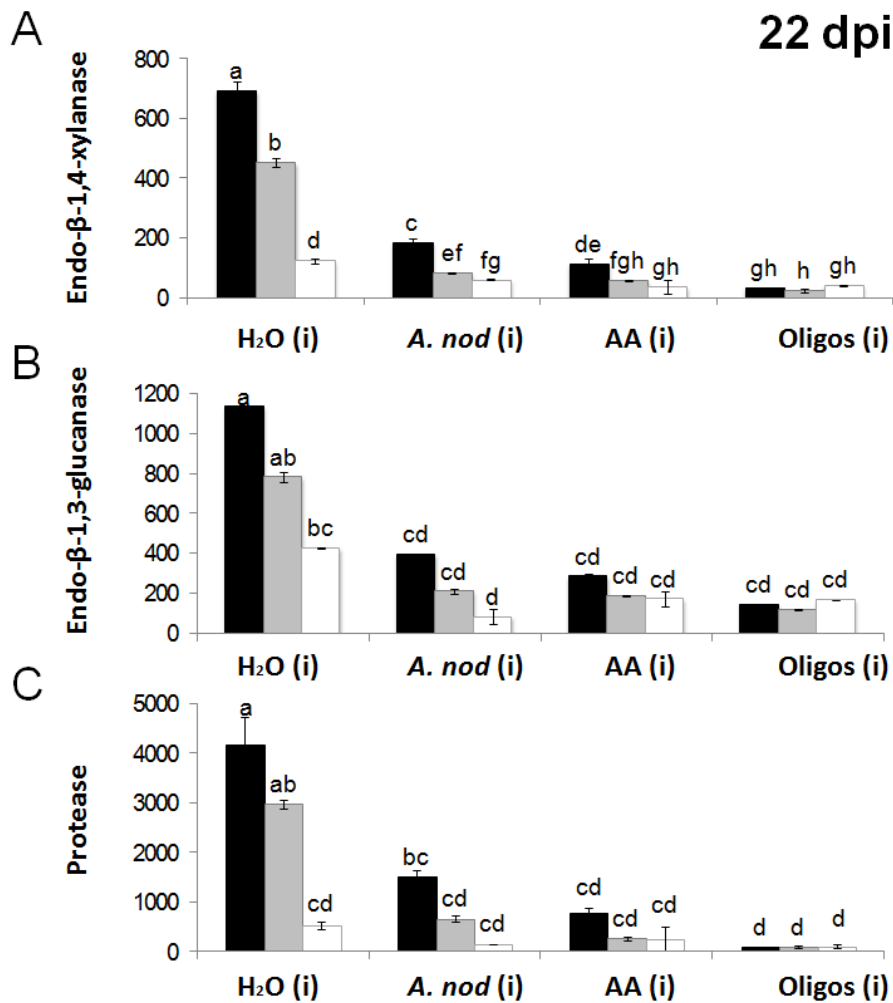 A
22 dpi
Endo-β-1,4-xylanase
800
600
400
200
0
a
b
d
c
ef
fg
de
fgh
gh
gh
h
gh
H₂O (i)
A. nod (i)
AA (i)
Oligos (i)
B
Endo-β-1,3-glucanase
1200
1000
800
600
400
200
0
a
ab
bc
cd
cd
d
cd
cd
cd
cd
cd
cd
H₂O (i)
A. nod (i)
AA (i)
Oligos (i)
C
Protease
5000
4000
3000
2000
1000
0
a
ab
cd
bc
cd
cd
cd
cd
cd
d
d
d
H₂O (i)
A. nod (i)
AA (i)
Oligos (i)